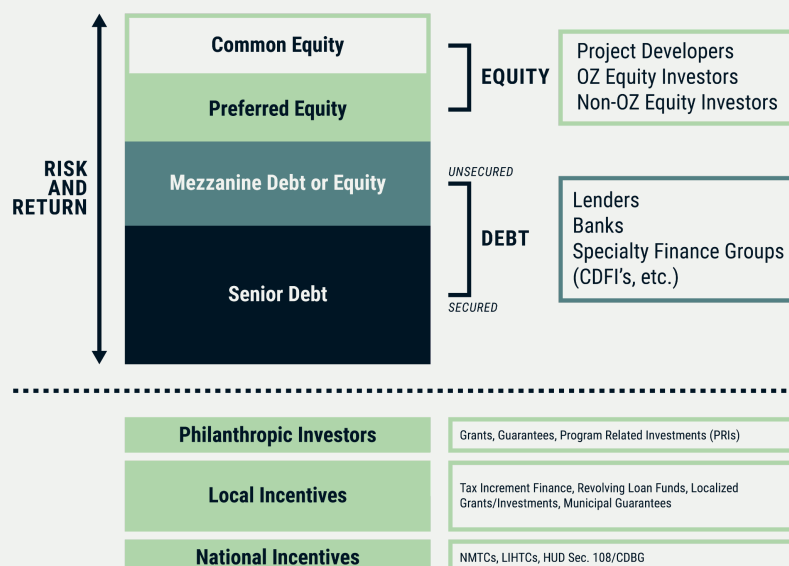 Common Equity
Preferred Equity
Mezzanine Debt or Equity
Senior Debt
RISK
AND
RETURN
EQUITY
UNSECURED
DEBT
SECURED
Project Developers
OZ Equity Investors
Non-OZ Equity Investors
Lenders
Banks
Specialty Finance Groups
(CDFI's, etc.)
Philanthropic Investors
Grants, Guarantees, Program Related Investments (PRIs)
Local Incentives
Tax Increment Finance, Revolving Loan Funds, Localized
Grants/Investments, Municipal Guarantees
National Incentives
NMTCs, LIHTCs, HUD Sec. 108/CDBG